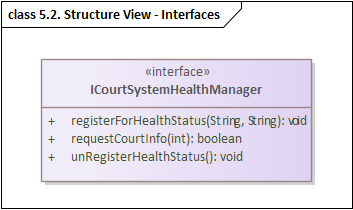 class 5.2. Structure View - Interfaces
«interface»
ICourtSystemHealthManager
+ registerForHealthStatus(String, String): void
+ requestCourtInfo(int): boolean
+ unRegisterHealthStatus(): void